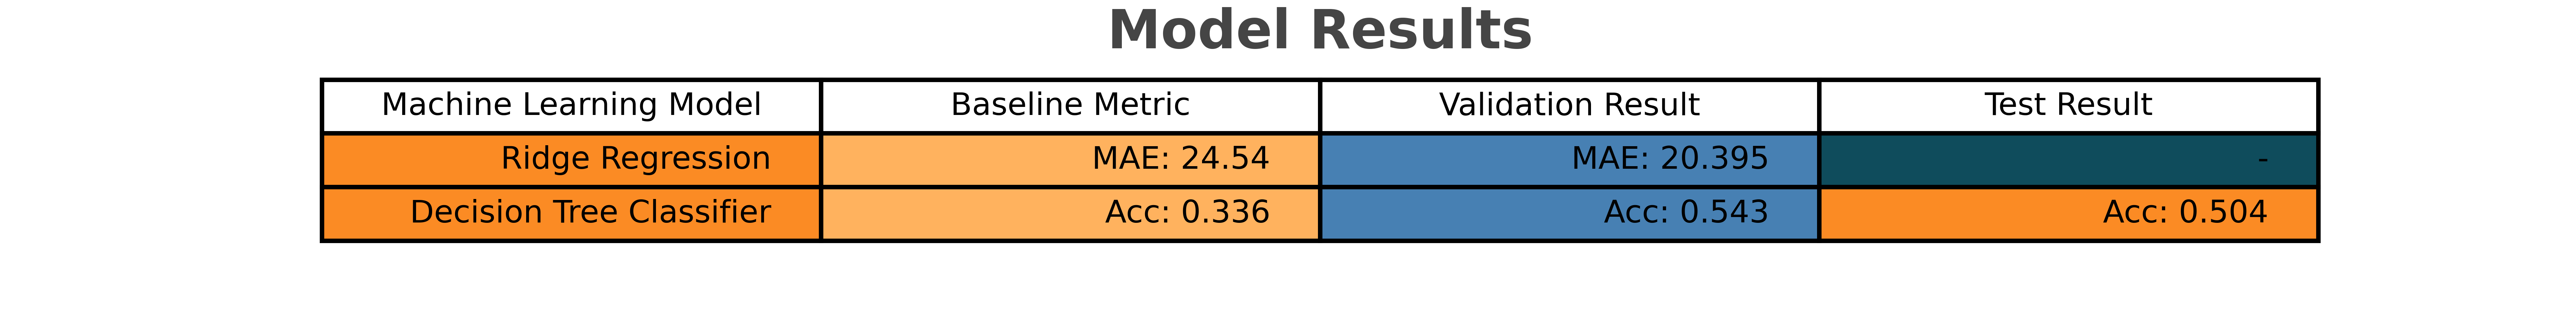 Model Results
Machine Learning Model Baseline Metric Validation Result Test Result
Ridge Regression MAE: 24.54 MAE: 20.395 -
Decision Tree Classifier Acc: 0.336 Acc: 0.543 Acc: 0.504